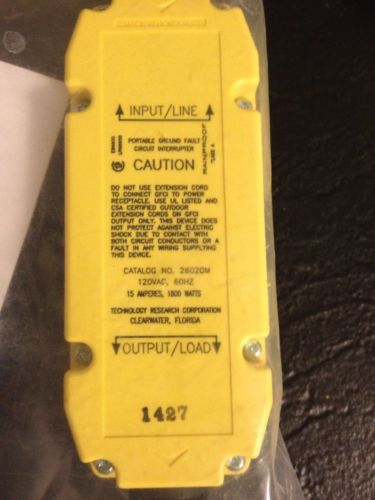 INPUT/LINE
PORTABLE GROUND FAULT
CIRCUIT INTERRUPTER
RAINPROOF
CAUTION
DO NOT USE EXTENSION CORD
TO CONNECT GFCI TO POWER
RECEPTACLE. USE UL LISTED AND
CSA CERTIFIED OUTDOOR
EXTENSION CORDS ON GFCI
OUTPUT ONLY. THIS DEVICE DOES
NOT PROTECT AGAINST ELECTRIC
SHOCK DUE TO CONTACT WITH
BOTH CIRCUIT CONDUCTORS OR A
FAULT IN ANY WIRING SUPPLYING
THIS DEVICE.
CATALOG NO. 26020M
120VAC, 60HZ
15 AMPERES, 1800 WATTS
TECHNOLOGY RESEARCH CORPORATION
CLEARWATER, FLORIDA
OUTPUT/LOAD
1427